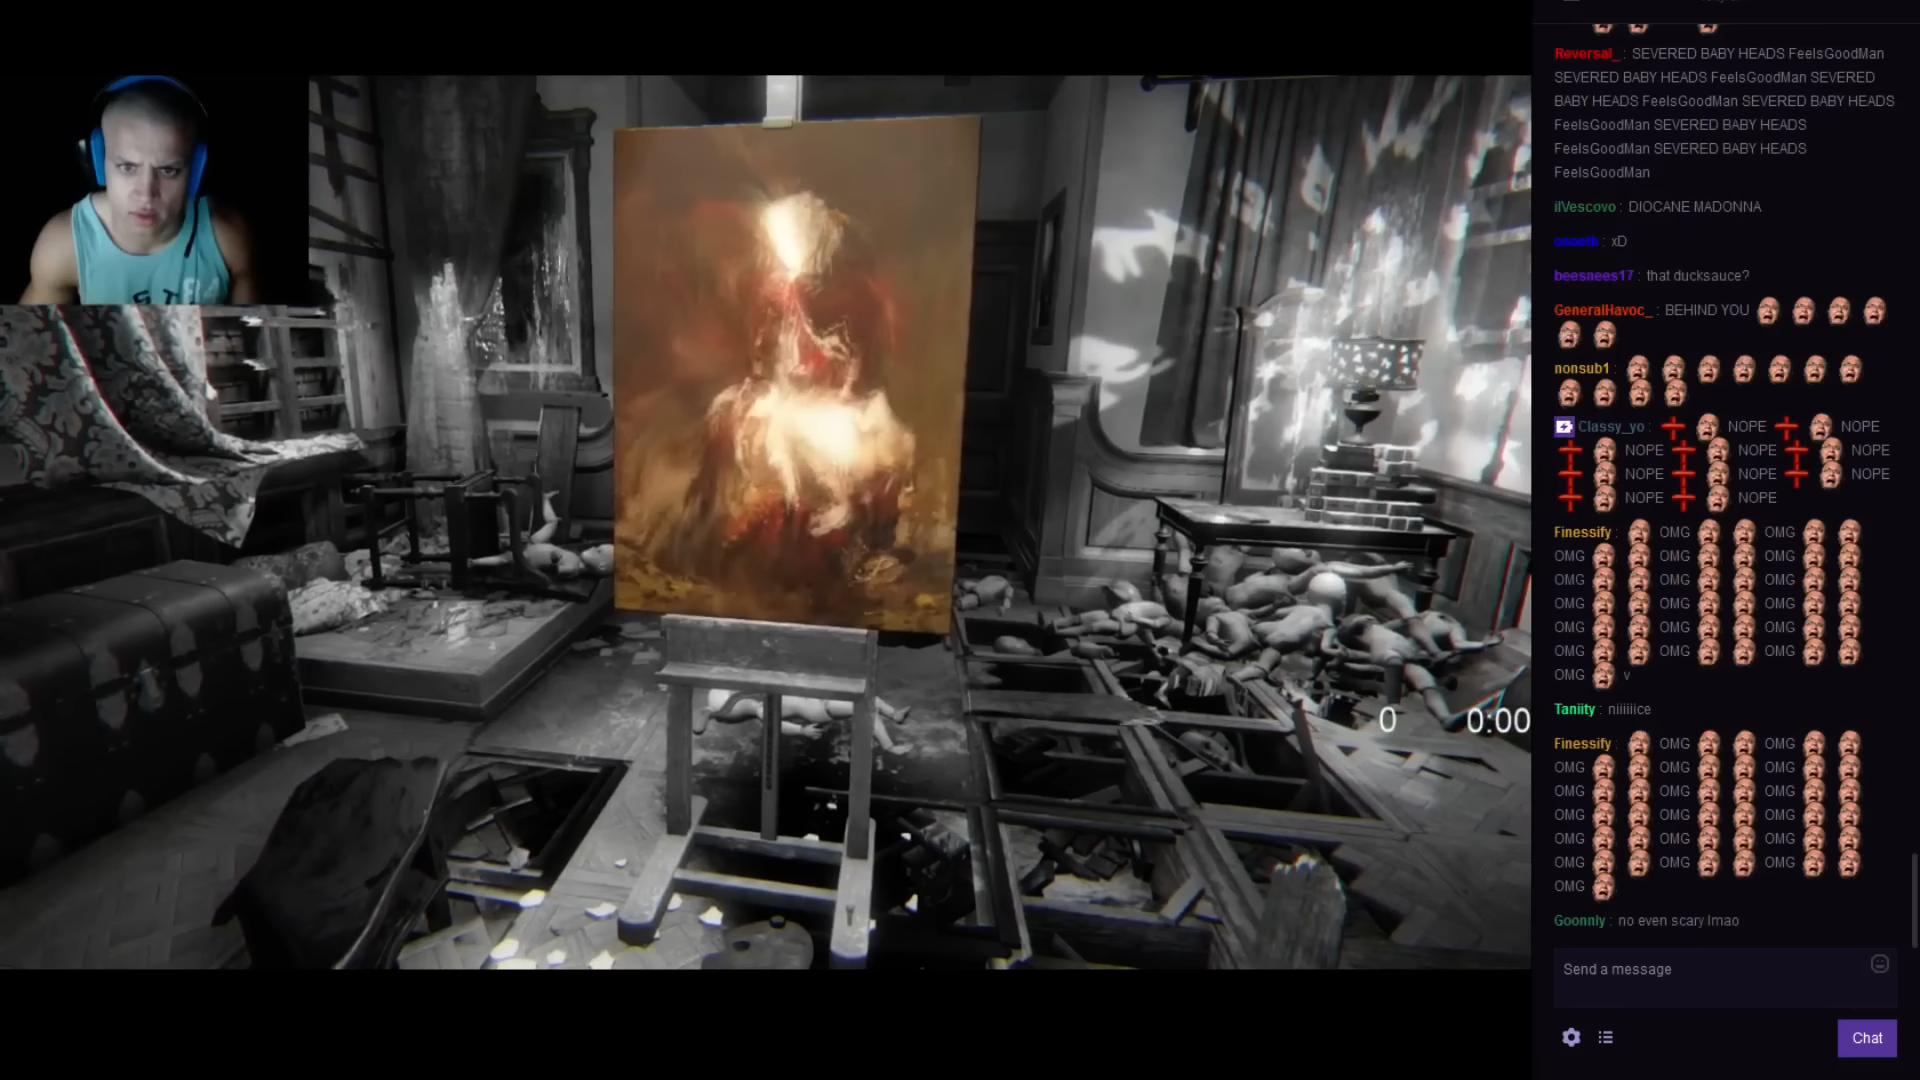 Reversal_ : SEVERED BABY HEADS FeelsGoodMan
SEVERED BABY HEADS FeelsGoodMan SEVERED
BABY HEADS FeelsGoodMan SEVERED BABY HEADS
FeelsGoodMan SEVERED BABY HEADS
FeelsGoodMan SEVERED BABY HEADS
FeelsGoodMan
ilVescovo : DIOCANE MADONNA
: xD
beesnees17 : that ducksauce?
GeneralHavoc_ : BEHIND YOU
nonsub1 :
Classy_yo : NOPE NOPE
NOPE NOPE NOPE
NOPE NOPE NOPE
NOPE NOPE
Finessify : OMG OMG
OMG OMG OMG
OMG OMG OMG
OMG OMG OMG
OMG OMG OMG
OMG OMG OMG
OMG v
Taniity : niiiiiice
Finessify : OMG OMG
OMG OMG OMG
OMG OMG OMG
OMG OMG OMG
OMG OMG OMG
OMG OMG OMG
OMG
Goonnly : no even scary lmao
Send a message
Chat
0 0:00